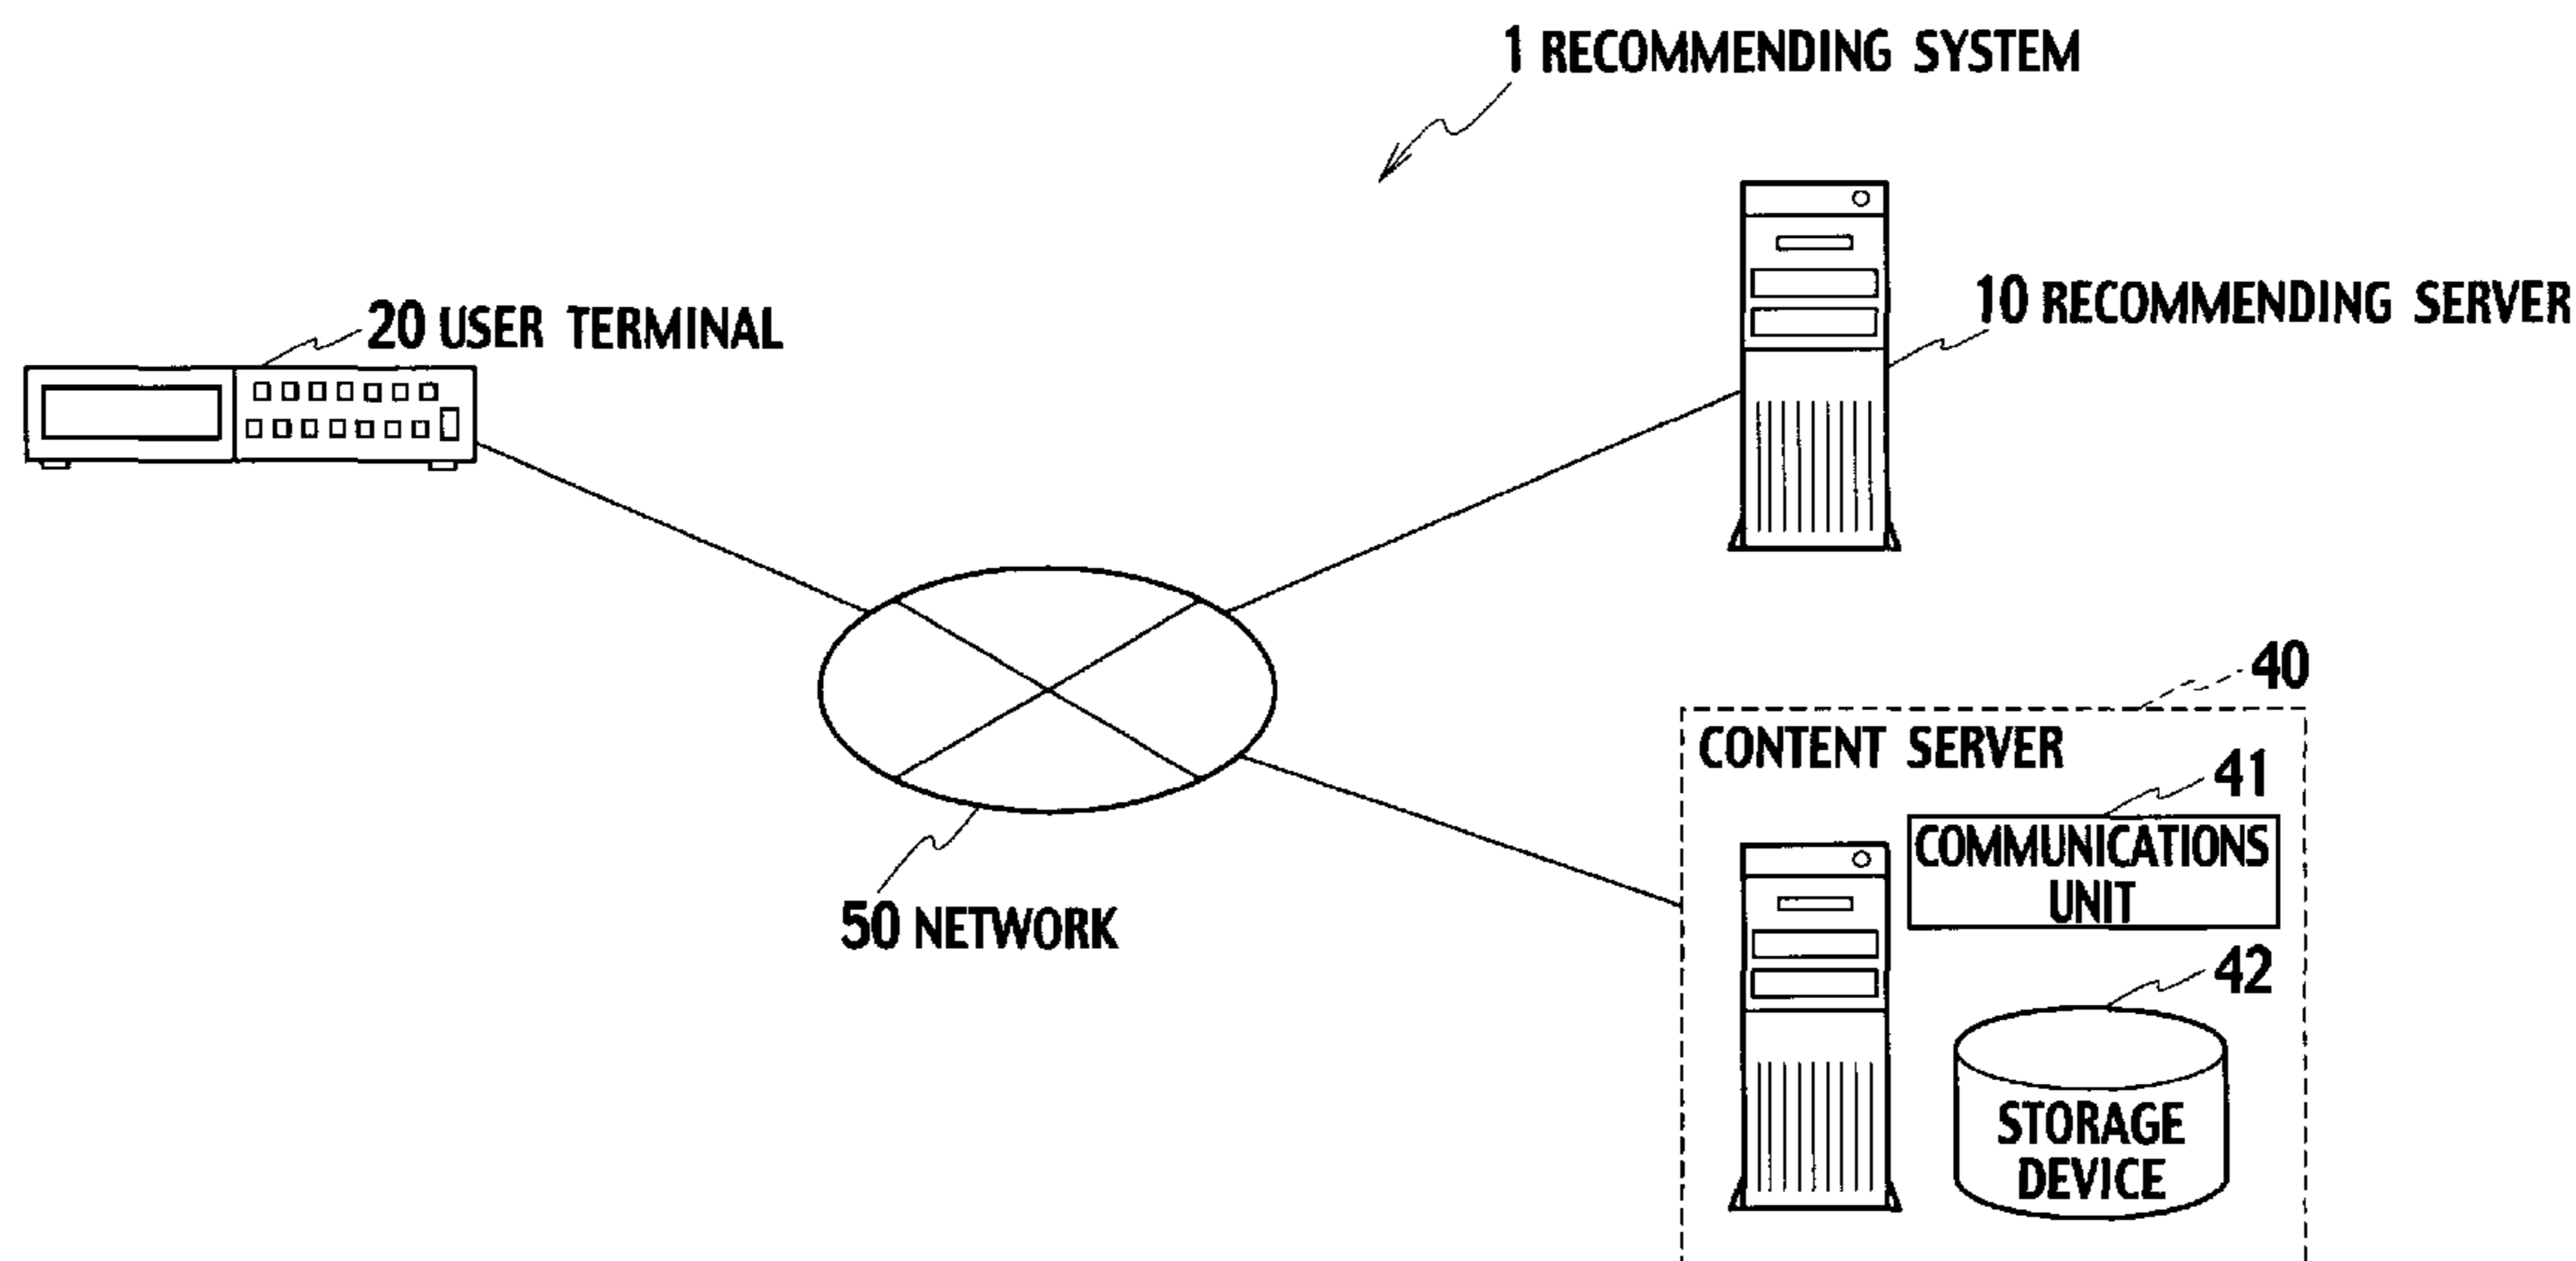 1 RECOMMENDING SYSTEM
20 USER TERMINAL
10 RECOMMENDING SERVER
40
CONTENT SERVER
41
COMMUNICATIONS
UNIT
50 NETWORK
42
STORAGE
DEVICE